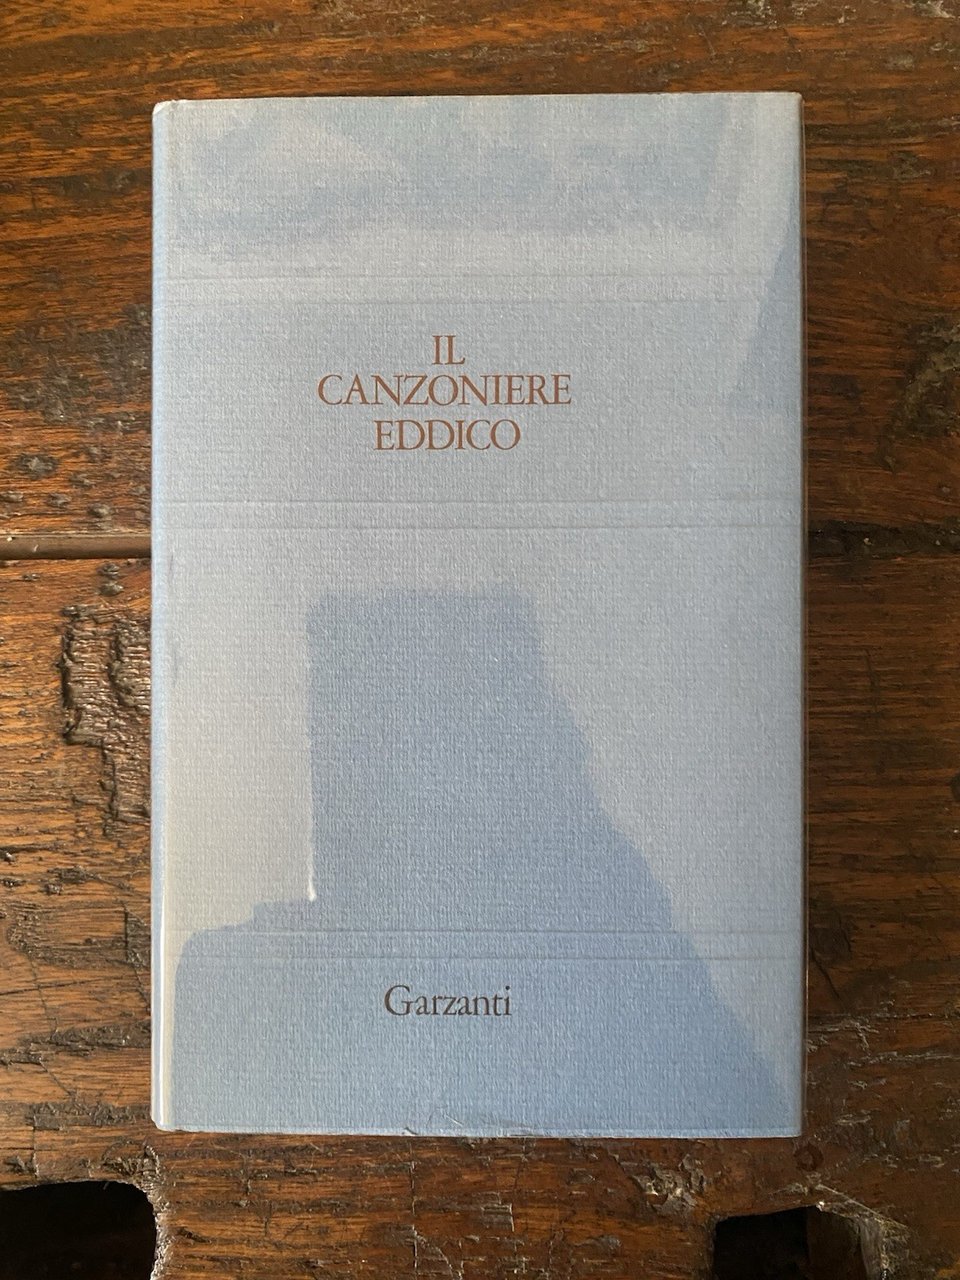 IL
CANZONIERE
EDDICO
Garzanti